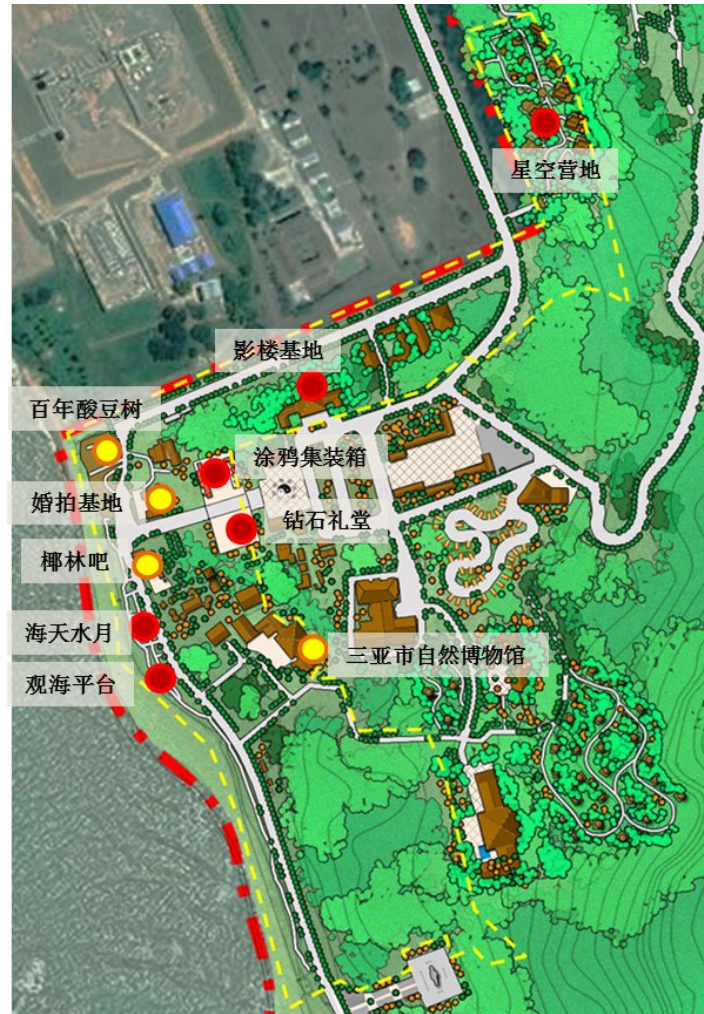 星空营地
影楼基地
百年酸豆树
涂鸦集装箱
婚拍基地
钻石礼堂
椰林吧
海天水月
三亚市自然博物馆
观海平台